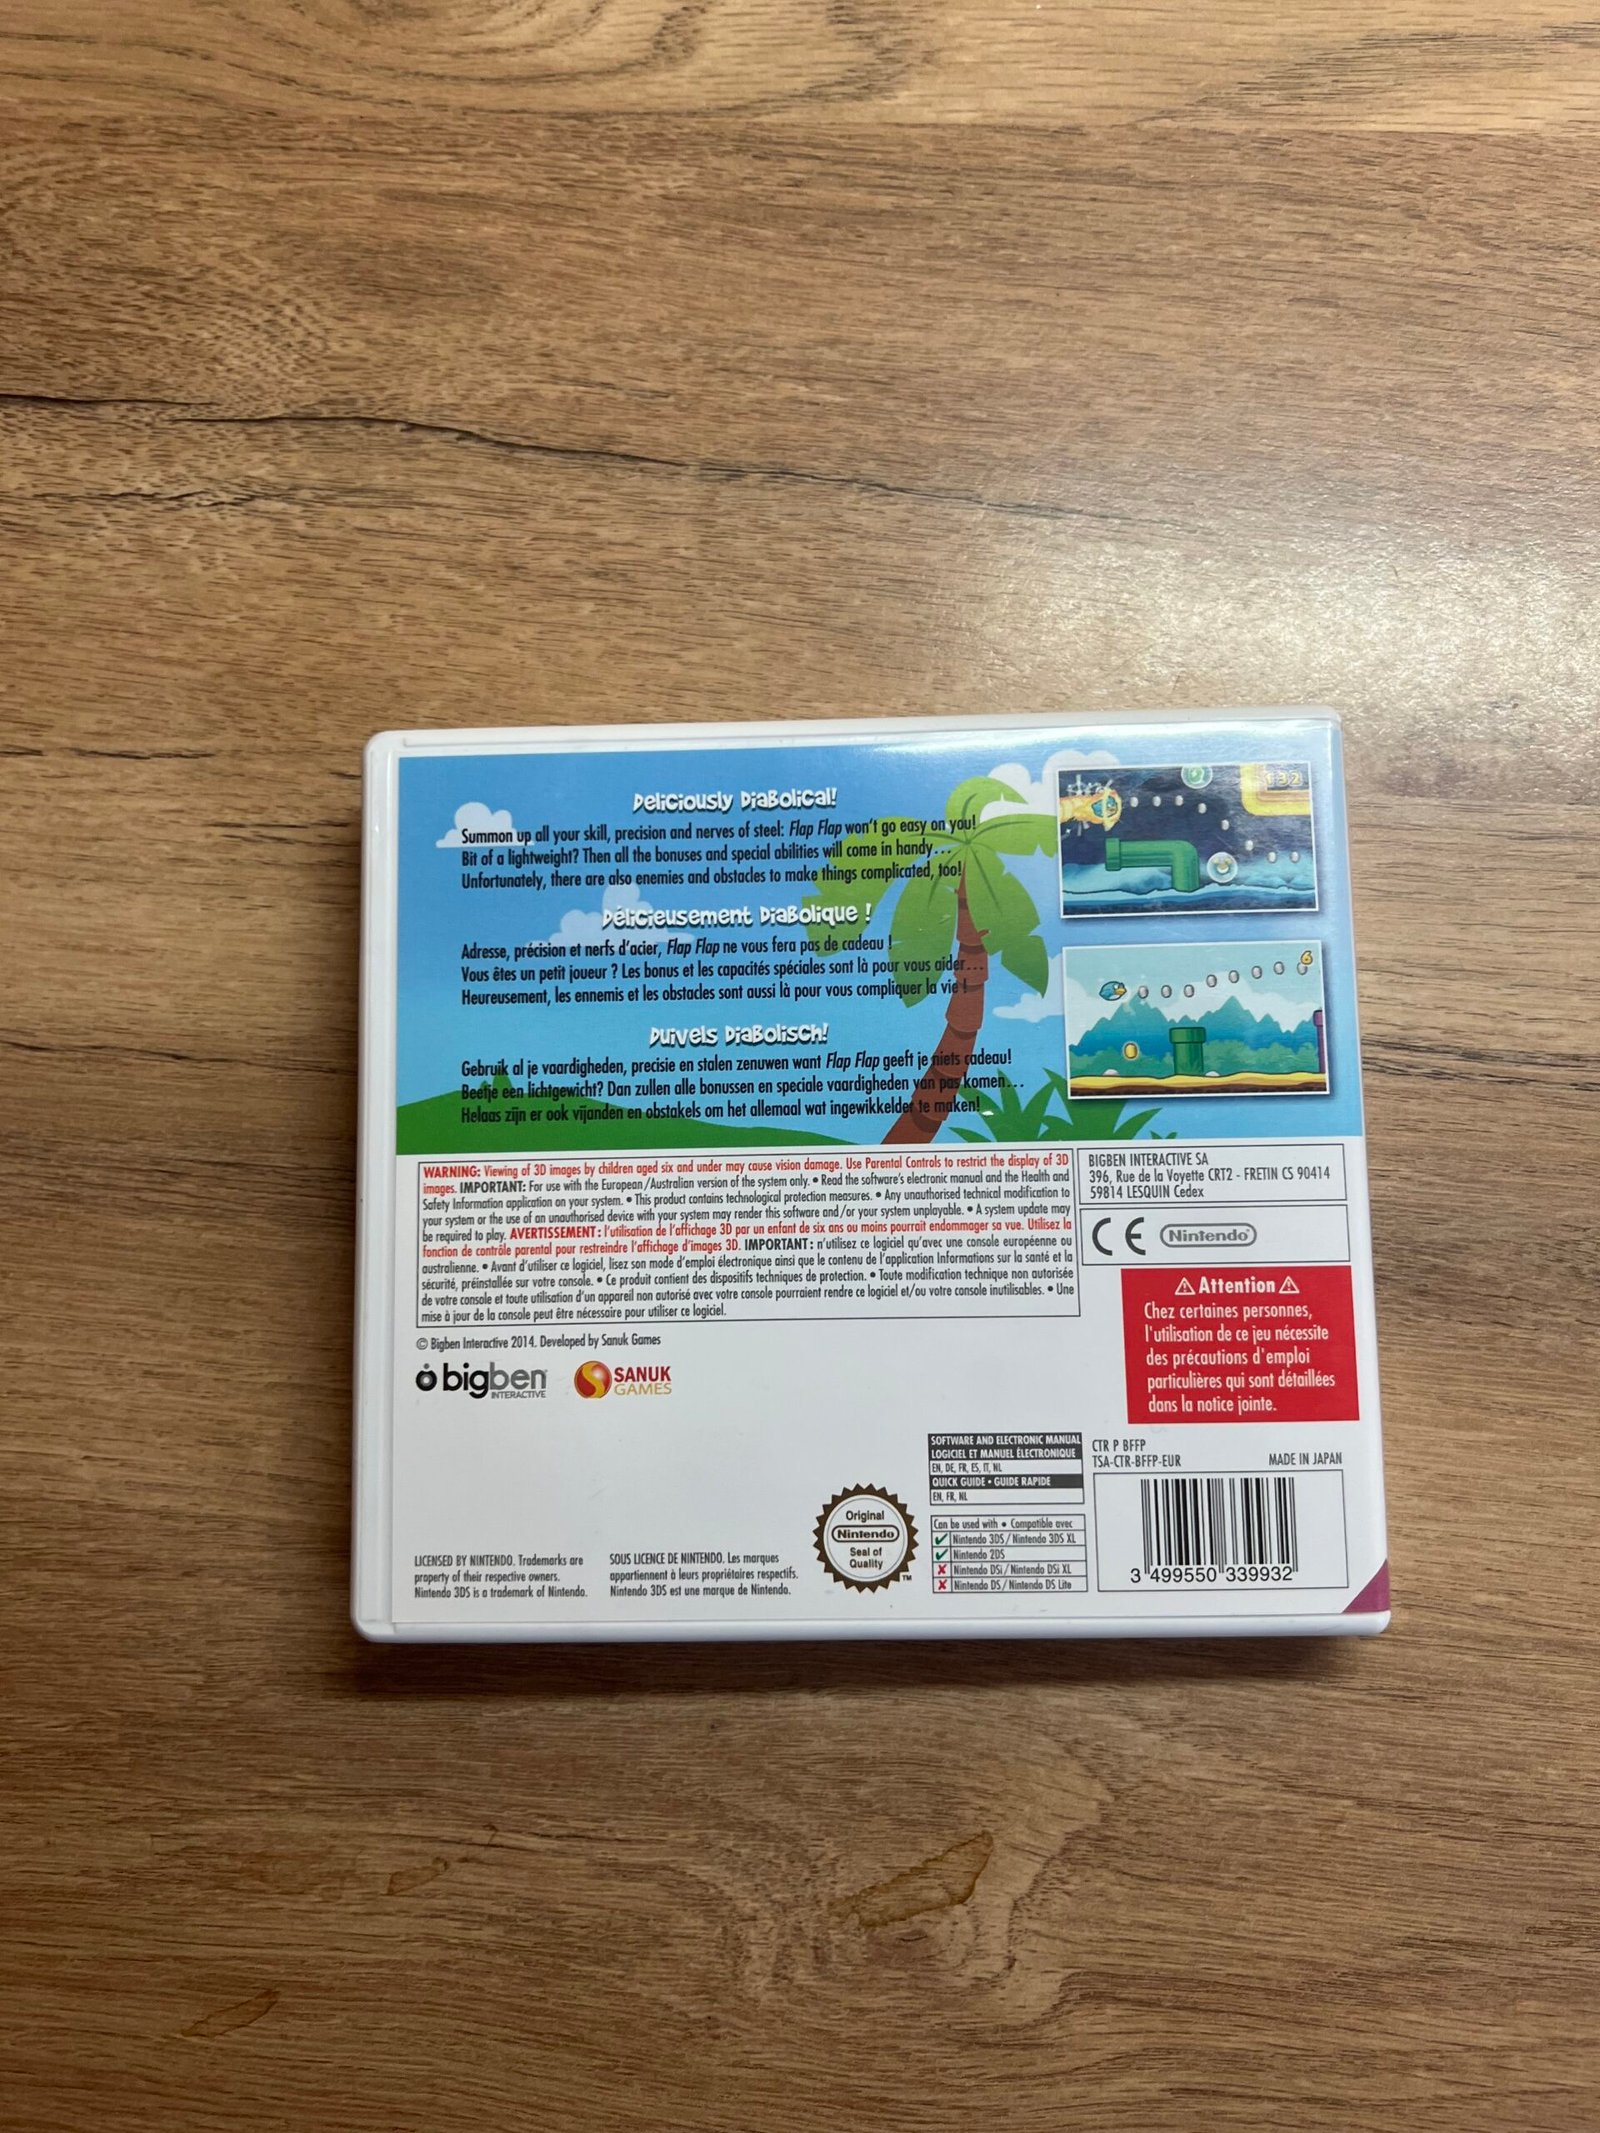 Deliciously Diabolical!
Summon up all your skill, precision and nerves of steel: Flap Flap won't go easy on you!
Bit of a lightweight? Then all the bonuses and special abilities will come in handy...
Unfortunately, there are also enemies and obstacles to make things complicated, too!
Délicieusement Diabolique !
Adresse, précision et nerfs d'acier, Flap Flap ne vous fera pas de cadeau !
Vous êtes un petit joueur ? Les bonus et les capacités spéciales sont là pour vous aider...
Heureusement, les ennemis et les obstacles sont aussi là pour vous compliquer la vie !
Duivels Diabolisch!
Gebruik al je vaardigheden, precisie en stalen zenuwen want Flap Flap geeft je niets cadeau!
Beetje een lichtgewicht? Dan zullen alle bonussen en speciale vaardigheden van pas komen...
Helaas zijn er ook vijanden en obstakels om het allemaal wat ingewikkelder te maken!
132
6
WARNING: Viewing of 3D images by children aged six and under may cause vision damage. Use Parental Controls to restrict the display of 3D
images. IMPORTANT: For use with the European/Australian version of the system only. • Read the software's electronic manual and the Health and
Safety Information application on your system. • This product contains technological protection measures. • Any unauthorised technical modification to
your system or the use of an unauthorised device with your system may render this software and/or your system unplayable. • A system update may
be required to play. AVERTISSEMENT : l'utilisation de l'affichage 3D par un enfant de six ans ou moins pourrait endommager sa vue. Utilisez la
fonction de contrôle parental pour restreindre l'affichage d'images 3D. IMPORTANT : n'utilisez ce logiciel qu'avec une console européenne ou
australienne. • Avant d'utiliser ce logiciel, lisez son mode d'emploi électronique ainsi que le contenu de l'application Informations sur la santé et la
sécurité, préinstallée sur votre console. • Ce produit contient des dispositifs techniques de protection. • Toute modification technique non autorisée
de votre console et toute utilisation d'un appareil non autorisé avec votre console pourraient rendre ce logiciel et/ou votre console inutilisables. • Une
mise à jour de la console peut être nécessaire pour utiliser ce logiciel.
BIGBEN INTERACTIVE SA
396, Rue de la Voyette CRT2 - FRETIN CS 90414
59814 LESQUIN Cedex
CE Nintendo
⚠ Attention ⚠
Chez certaines personnes,
l'utilisation de ce jeu nécessite
des précautions d'emploi
particulières qui sont détaillées
dans la notice jointe.
© Bigben Interactive 2014. Developed by Sanuk Games
bigben
INTERACTIVE
SANUK
GAMES
SOFTWARE AND ELECTRONIC MANUAL
LOGICIEL ET MANUEL ÉLECTRONIQUE
EN, DE, FR, ES, IT, NL
QUICK GUIDE • GUIDE RAPIDE
EN, FR, NL
CTR P BFFP
TSA-CTR-BFFP-EUR
MADE IN JAPAN
Can be used with • Compatible avec
✓ Nintendo 3DS / Nintendo 3DS XL
✓ Nintendo 2DS
✗ Nintendo DSi / Nintendo DSi XL
✗ Nintendo DS / Nintendo DS Lite
Original
Nintendo
Seal of
Quality
TM
3 499550 339932
LICENSED BY NINTENDO. Trademarks are
property of their respective owners.
Nintendo 3DS is a trademark of Nintendo.
SOUS LICENCE DE NINTENDO. Les marques
appartiennent à leurs propriétaires respectifs.
Nintendo 3DS est une marque de Nintendo.